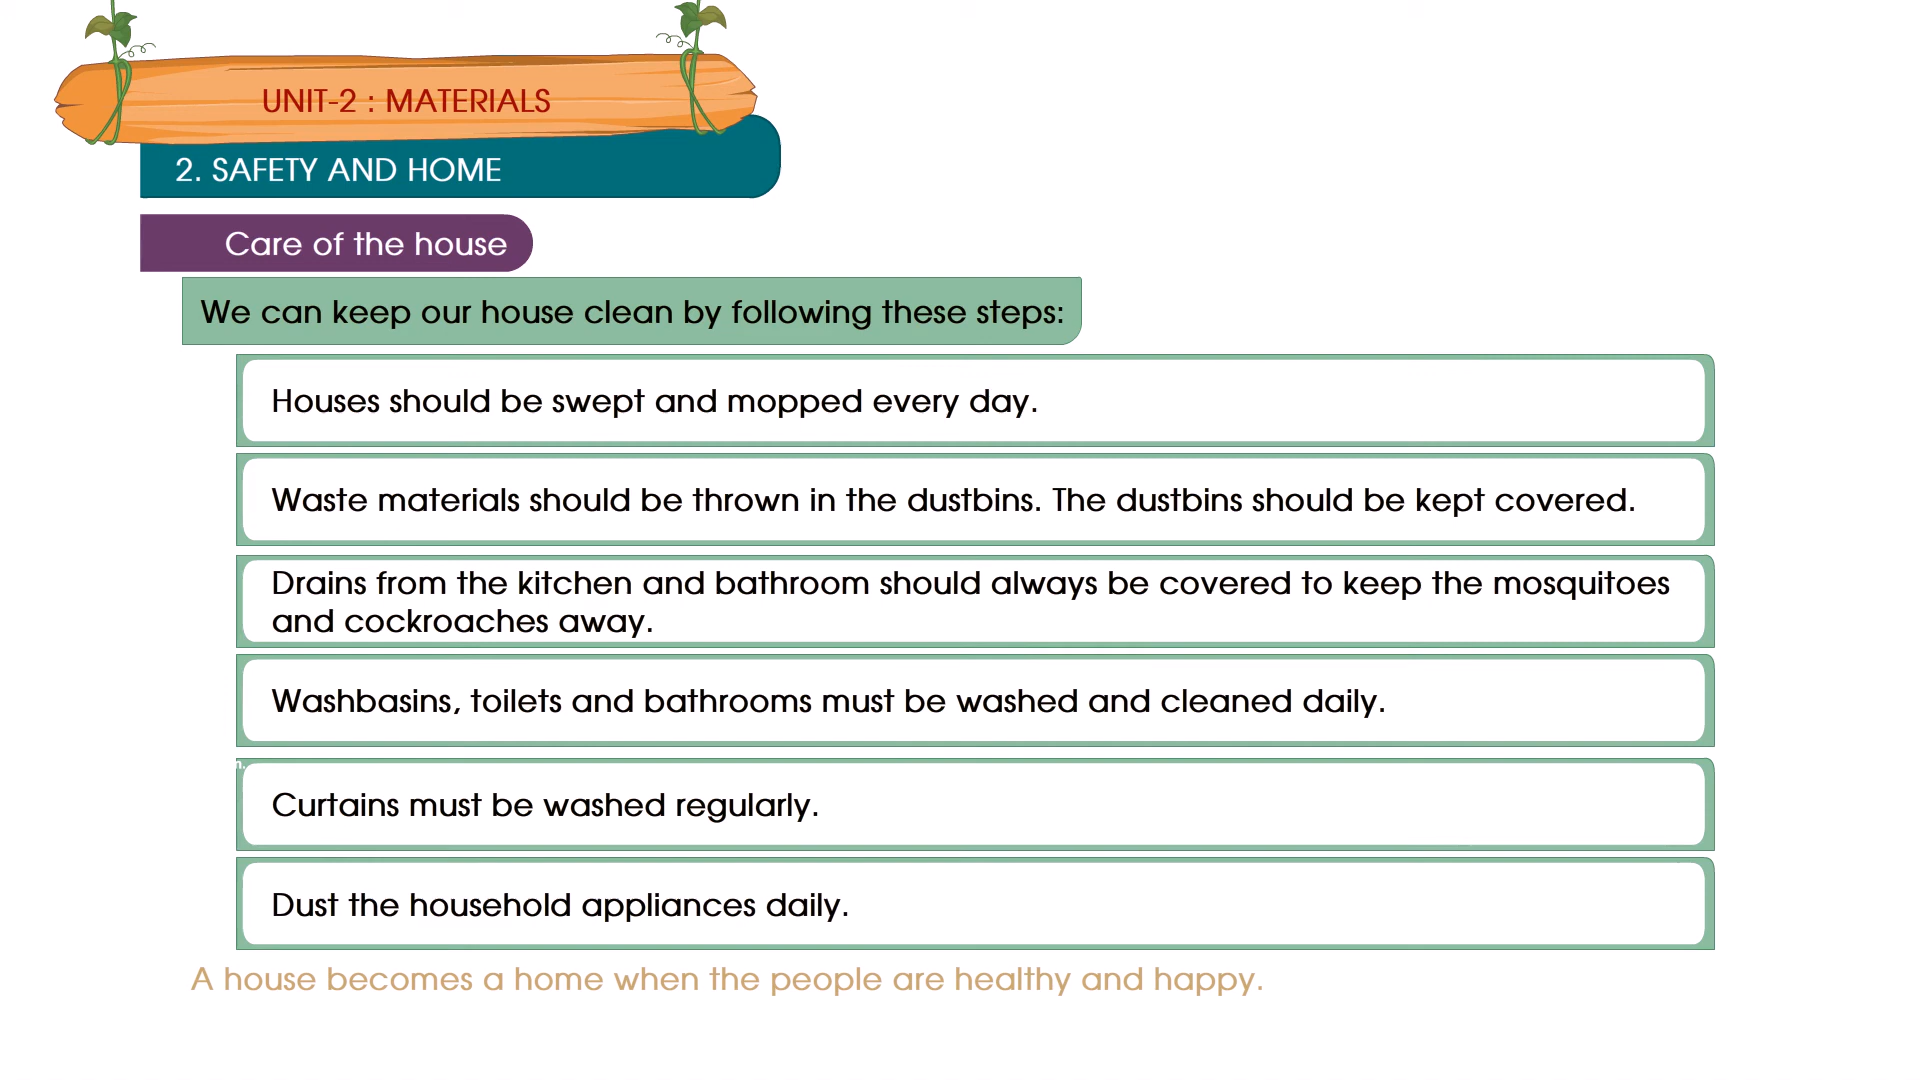 UNIT-2 : MATERIALS
2. SAFETY AND HOME
Care of the house
We can keep our house clean by following these steps:
Houses should be swept and mopped every day.
Waste materials should be thrown in the dustbins. The dustbins should be kept covered.
Drains from the kitchen and bathroom should always be covered to keep the mosquitoes
and cockroaches away.
Washbasins, toilets and bathrooms must be washed and cleaned daily.
Curtains must be washed regularly.
Dust the household appliances daily.
A house becomes a home when the people are healthy and happy.